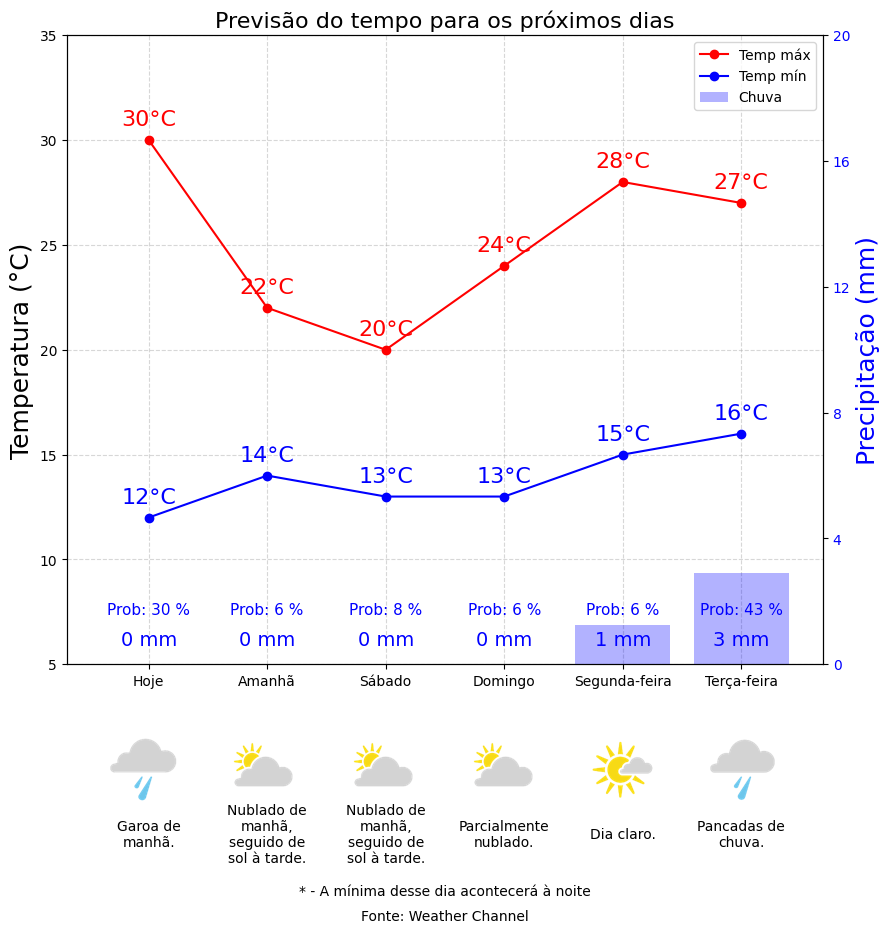 Previsão do tempo para os próximos dias
Temp máx
Temp mín
Chuva
Temperatura (°C)
Precipitação (mm)
35
30
25
20
15
10
5
20
16
12
8
4
0
30°C
22°C
20°C
24°C
28°C
27°C
12°C
14°C
13°C
13°C
15°C
16°C
Prob: 30 %
Prob: 6 %
Prob: 8 %
Prob: 6 %
Prob: 6 %
Prob: 43 %
0 mm
0 mm
0 mm
0 mm
1 mm
3 mm
Hoje
Amanhã
Sábado
Domingo
Segunda-feira
Terça-feira
Garoa de
manhã.
Nublado de
manhã,
seguido de
sol à tarde.
Nublado de
manhã,
seguido de
sol à tarde.
Parcialmente
nublado.
Dia claro.
Pancadas de
chuva.
* - A mínima desse dia acontecerá à noite
Fonte: Weather Channel